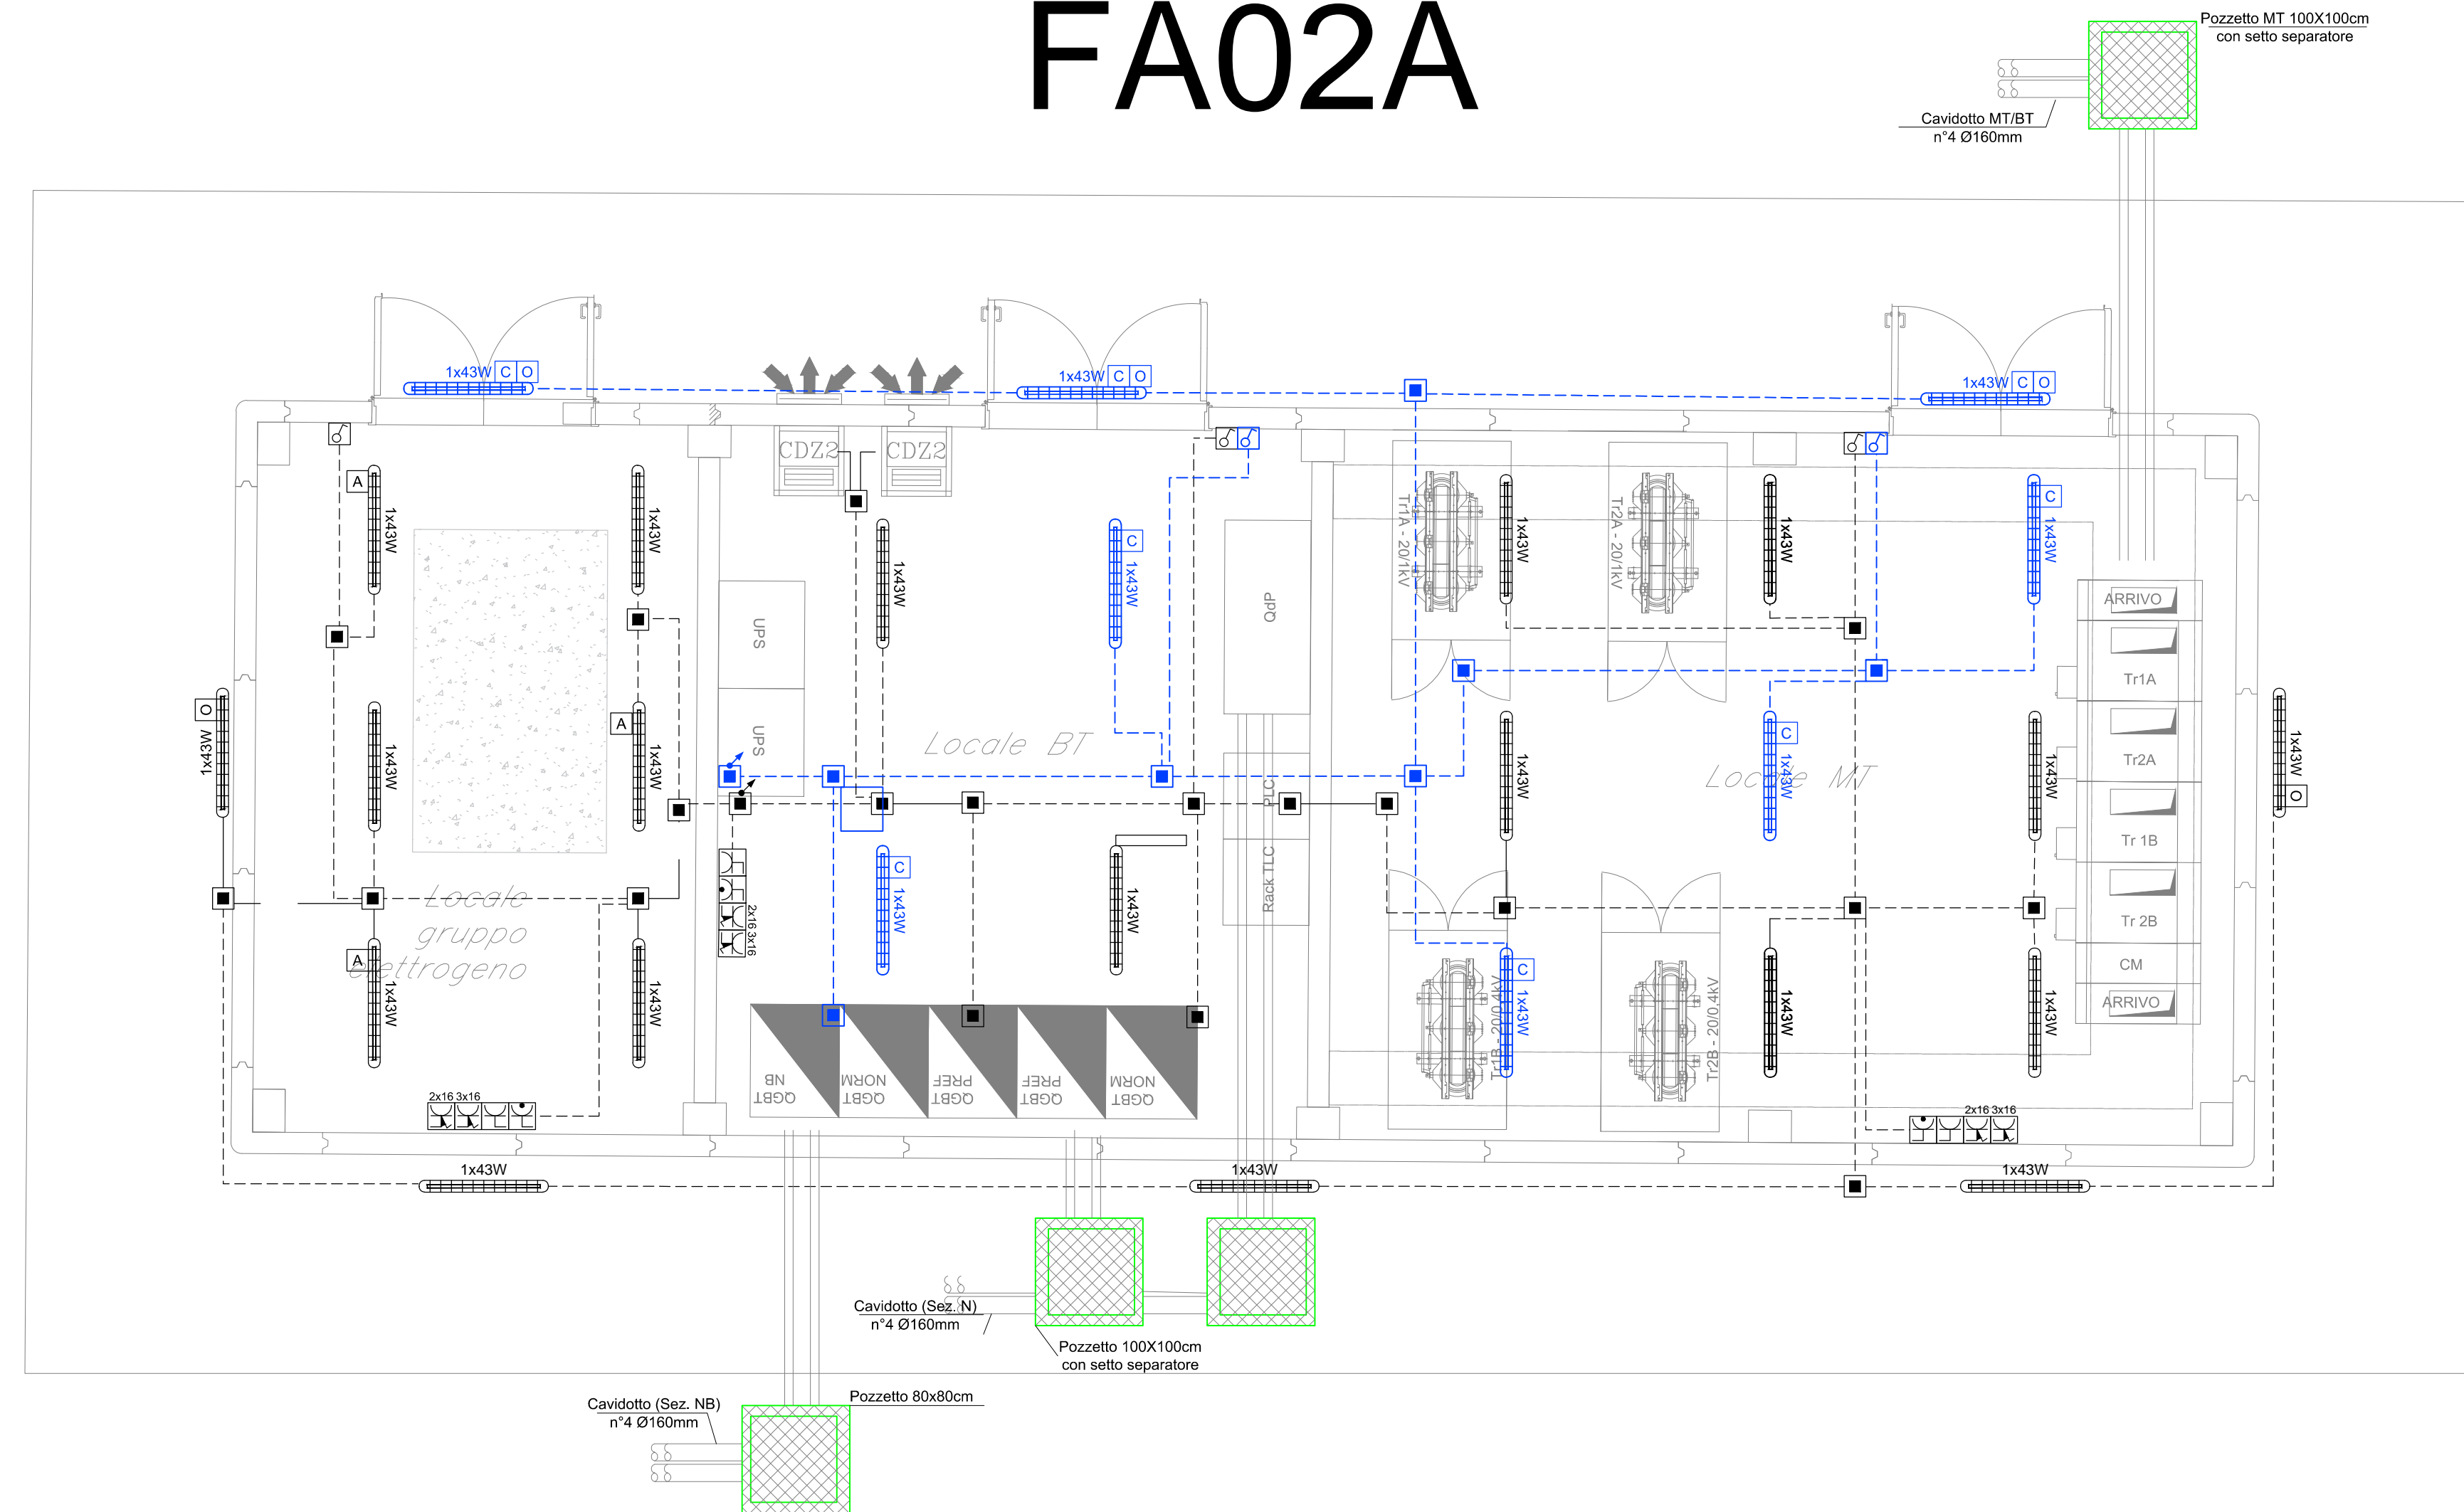 FA02A
Pozzetto MT 100X100cm
con setto separatore
Cavidotto MT/BT
n°4 Ø160mm
1x43W C O
1x43W C O
1x43W C O
CDZ2
CDZ2
A
1x43W
1x43W
1x43W
C
1x43W
Tr1A - 20/1kV
1x43W
Tr2A - 20/1kV
1x43W
C
1x43W
UPS
UPS
QdP
ARRIVO
Tr1A
Tr2A
Tr 1B
Tr 2B
CM
ARRIVO
O
1x43W
1x43W
A
1x43W
Locale BT
PLC
Rack TLC
1x43W
C
1x43W
Locale MT
1x43W
1x43W
O
Locale
gruppo
elettrogeno
A
1x43W
1x43W
2x16 3x16
C
1x43W
1x43W
Tr1B - 20/0,4kV
C
1x43W
Tr2B - 20/0,4kV
1x43W
1x43W
QGBT
NB
QGBT
NORM
QGBT
PREF
QGBT
PREF
QGBT
NORM
2x16 3x16
2x16 3x16
1x43W
1x43W
1x43W
Cavidotto (Sez. N)
n°4 Ø160mm
Pozzetto 100X100cm
con setto separatore
Cavidotto (Sez. NB)
n°4 Ø160mm
Pozzetto 80x80cm